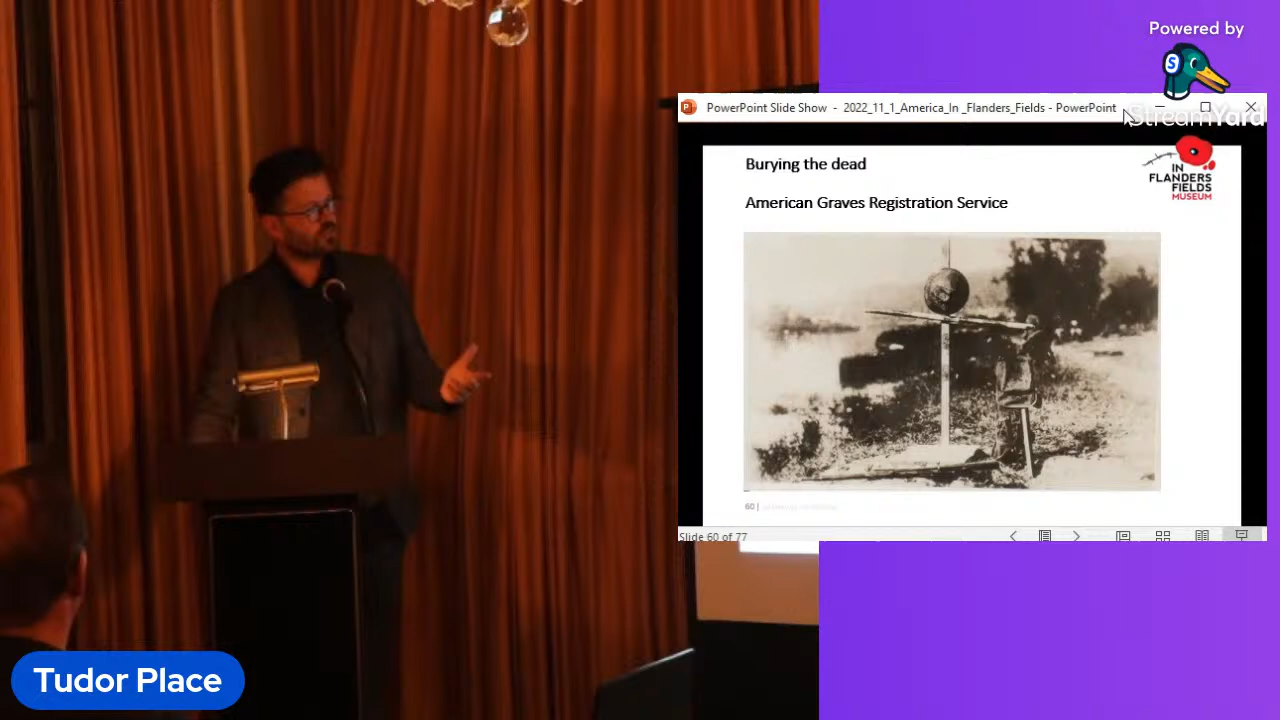 Powered by
S
StreamYard
PowerPoint Slide Show - 2022_11_1_America_In _Flanders_Fields - PowerPoint
Burying the dead
American Graves Registration Service
IN
FLANDERS
FIELDS
MUSEUM
60 |
Slide 60 of 77
Tudor Place